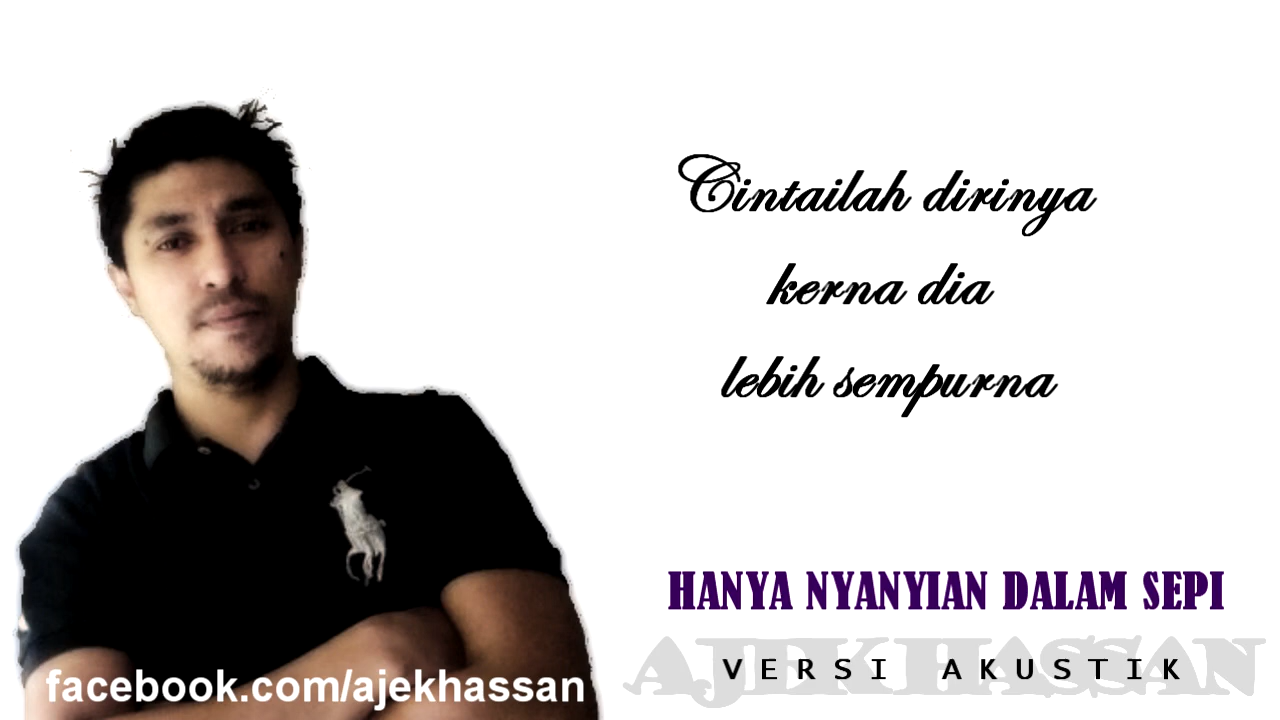 Cintailah dirinya
kerna dia
lebih sempurna
HANYA NYANYIAN DALAM SEPI
AJEK HASSAN
VERSI AKUSTIK
facebook.com/ajekhassan